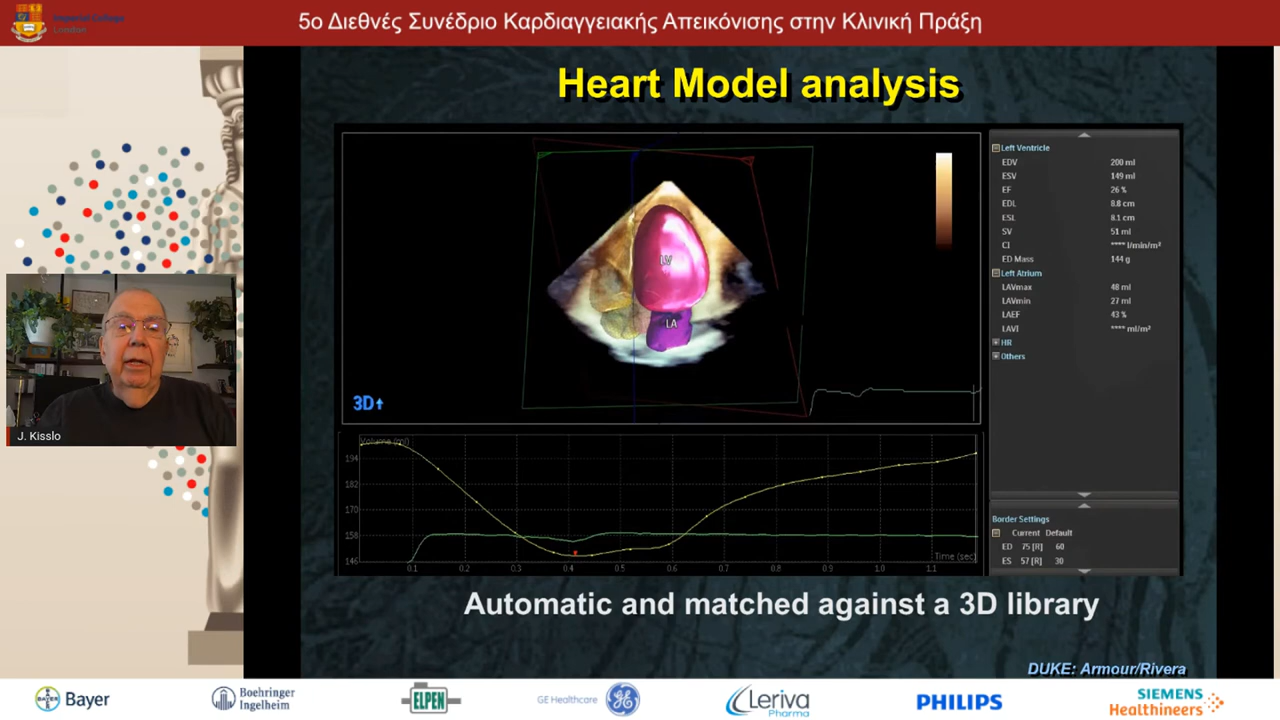 Imperial College
London
5ο Διεθνές Συνέδριο Καρδιαγγειακής Απεικόνισης στην Κλινική Πράξη
Heart Model analysis
Left Ventricle
EDV 200 ml
ESV 149 ml
EF 26 %
EDL 8.8 cm
ESL 8.1 cm
SV 51 ml
CI **** l/min/m²
ED Mass 144 g
Left Atrium
LAVmax 48 ml
LAVmin 27 ml
LAEF 43 %
LAVI **** ml/m²
HR
Others
LV
LA
3D
J. Kisslo
Volume (ml)
194
182
170
158
146
0.1 0.2 0.3 0.4 0.5 0.6 0.7 0.8 0.9 1.0 1.1
Time (sec)
Border Settings
Current Default
ED 75 [R] 60
ES 57 [R] 30
Automatic and matched against a 3D library
DUKE: Armour/Rivera
BAYER
Bayer
Boehringer
Ingelheim
ELPEN
GE Healthcare
Leriva
Pharma
PHILIPS
SIEMENS
Healthineers